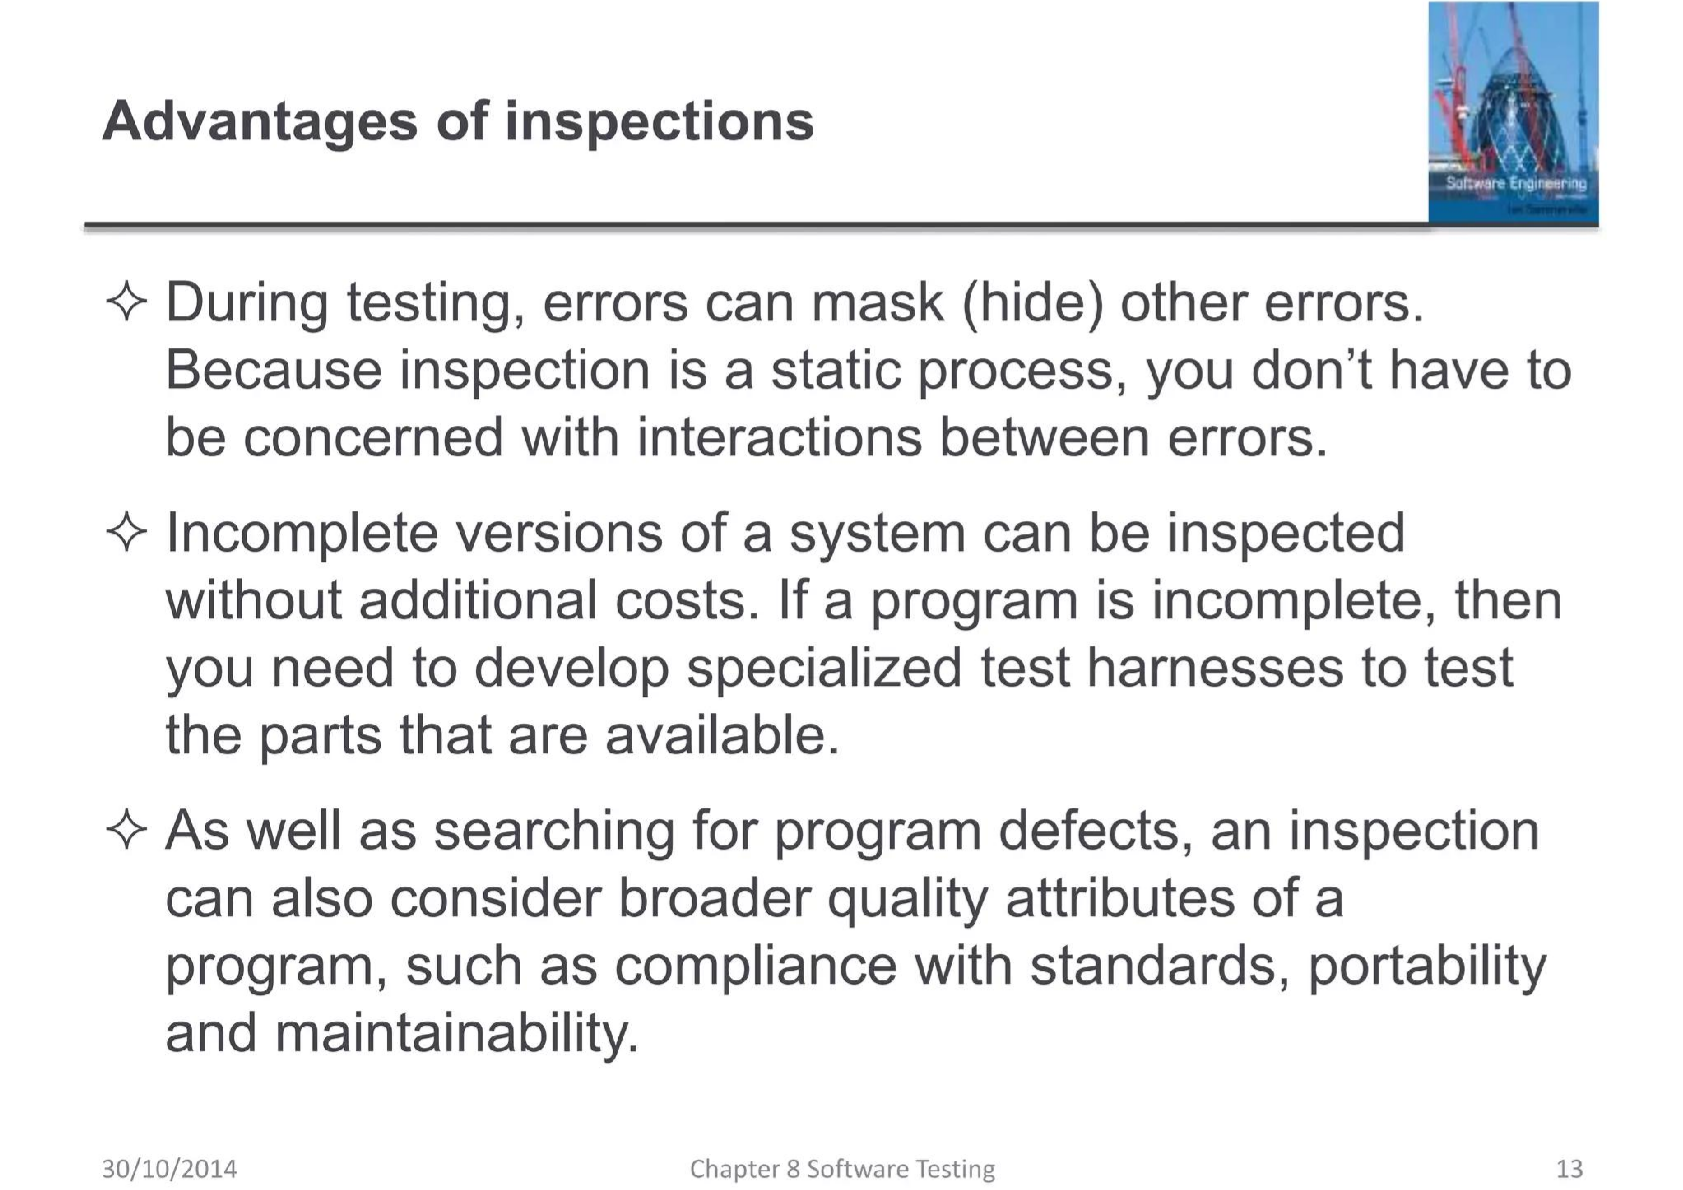 Advantages of inspections
Software Engineering
Ian Sommerville
✧ During testing, errors can mask (hide) other errors.
Because inspection is a static process, you don’t have to
be concerned with interactions between errors.
✧ Incomplete versions of a system can be inspected
without additional costs. If a program is incomplete, then
you need to develop specialized test harnesses to test
the parts that are available.
✧ As well as searching for program defects, an inspection
can also consider broader quality attributes of a
program, such as compliance with standards, portability
and maintainability.
30/10/2014
Chapter 8 Software Testing
13